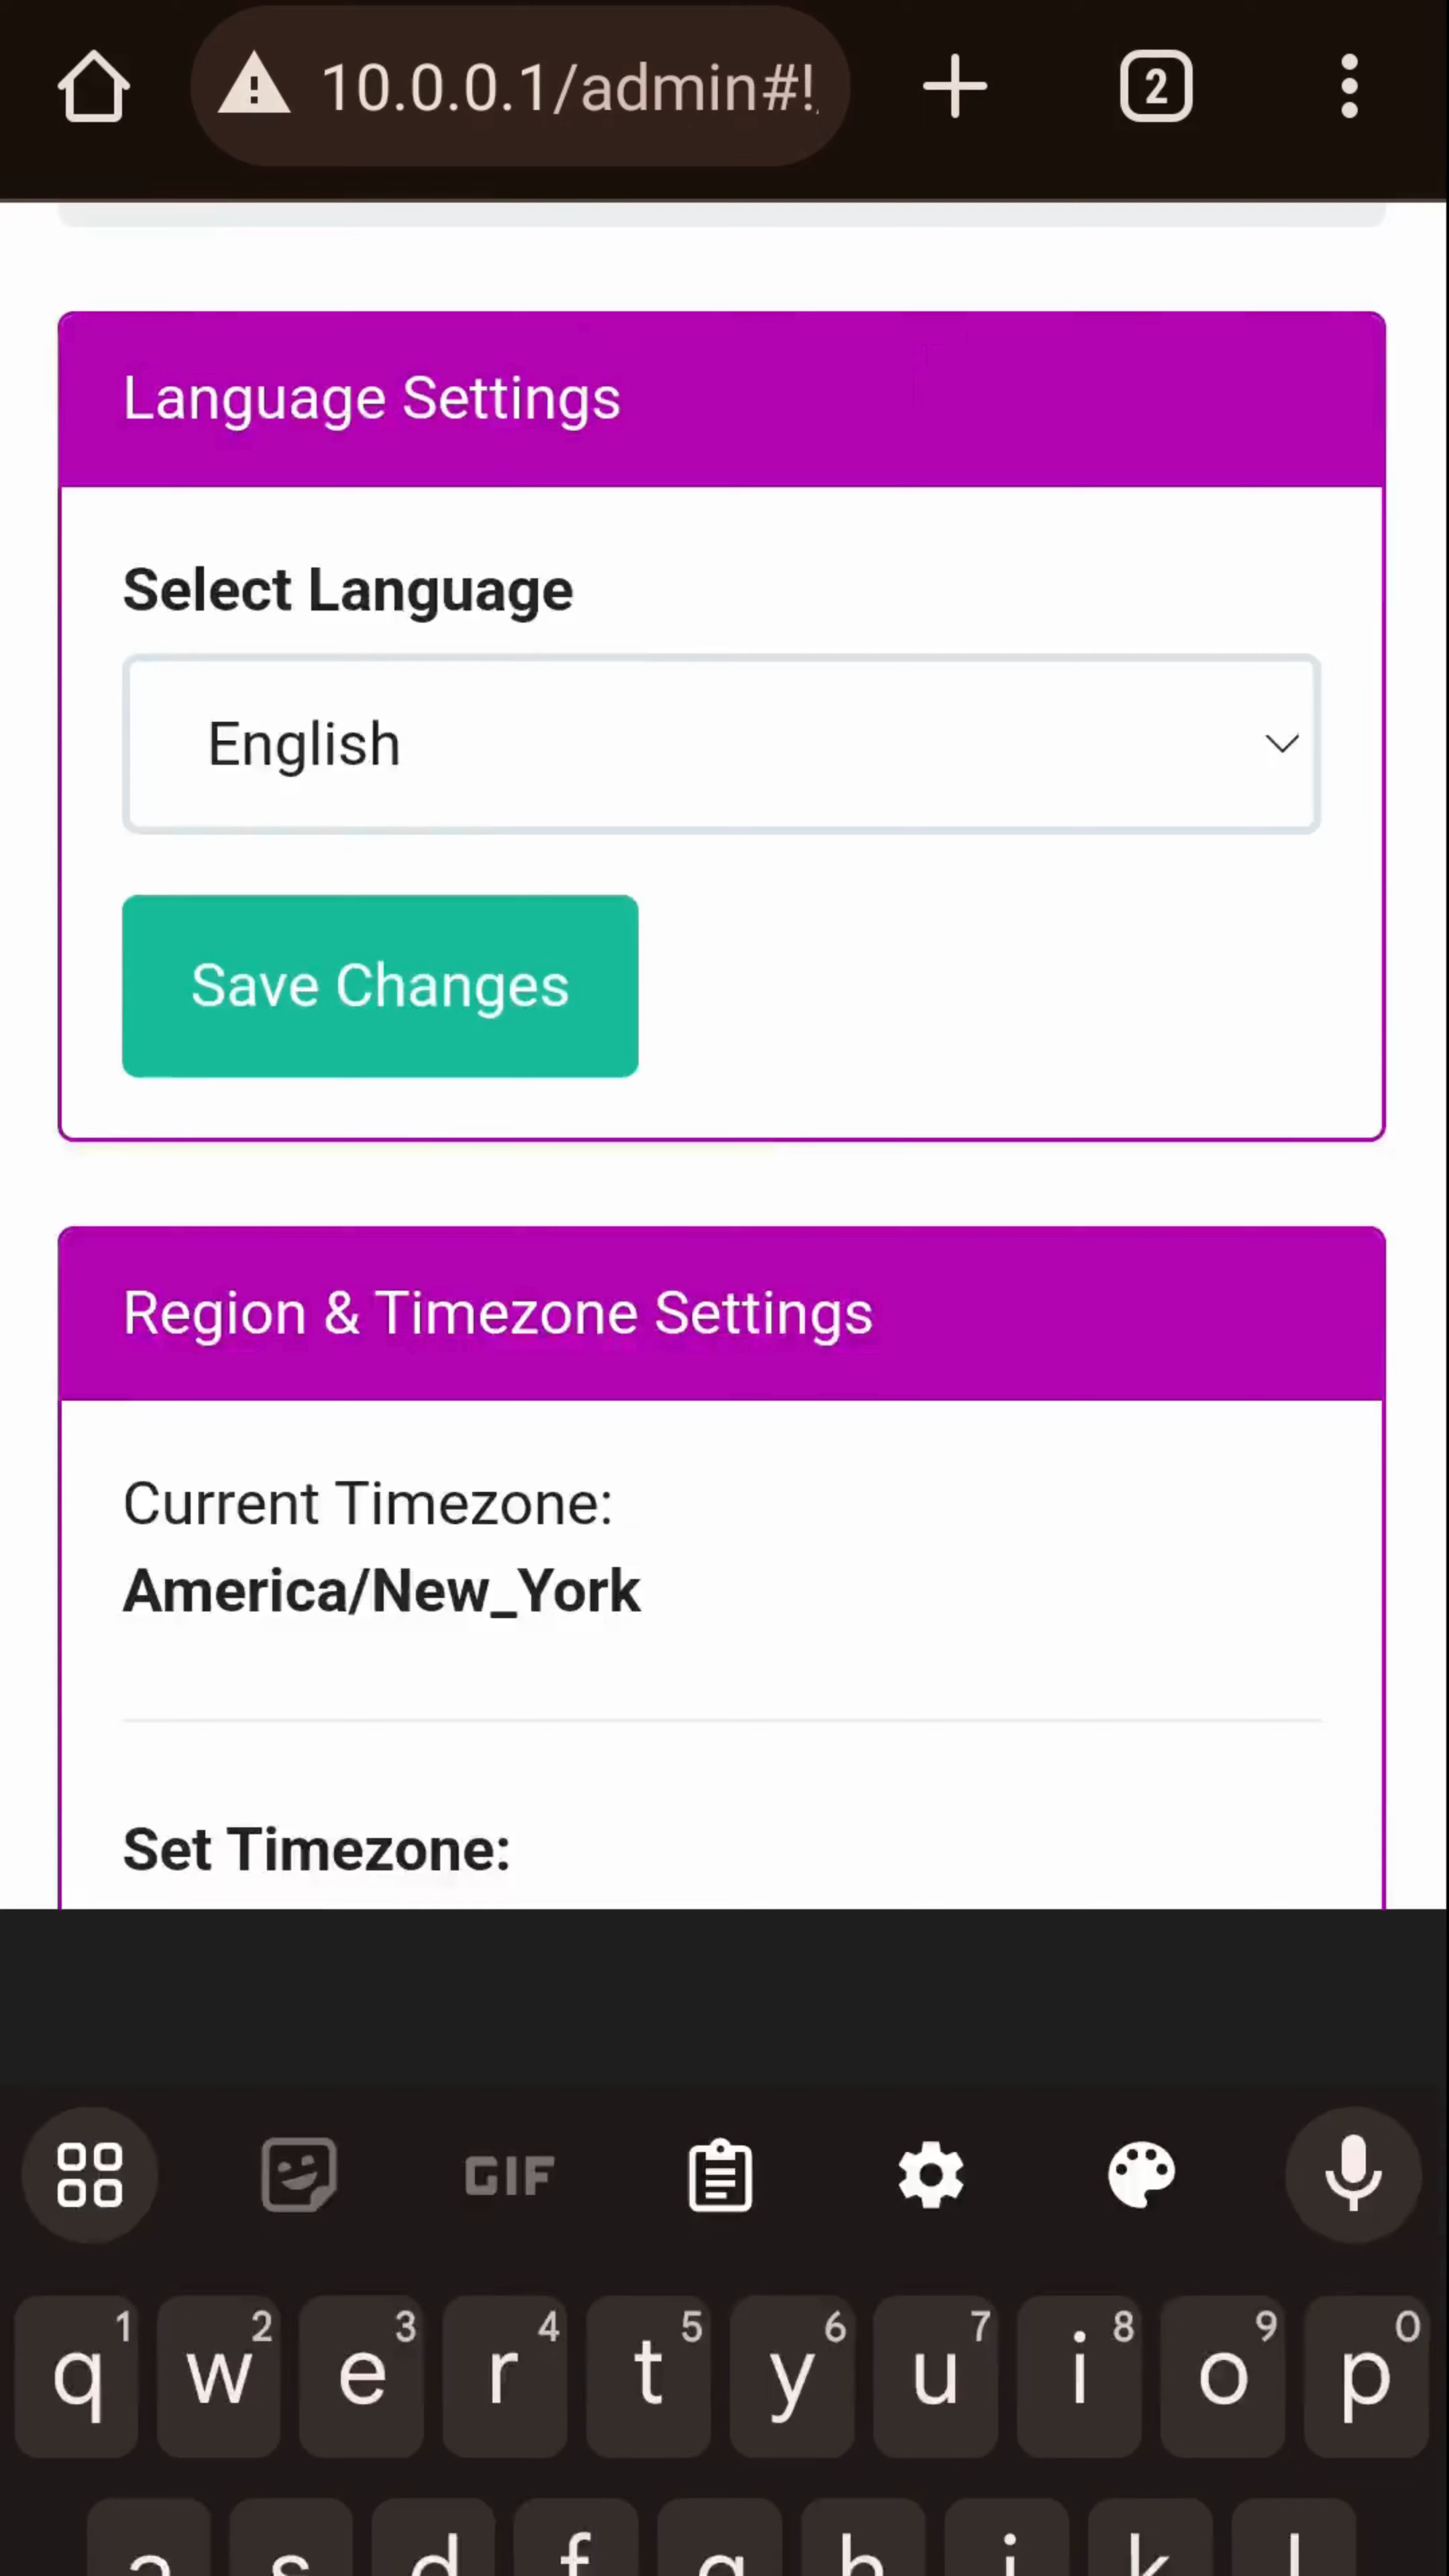 10.0.0.1/admin#!
2
Language Settings
Select Language
English
Save Changes
Region & Timezone Settings
Current Timezone:
America/New_York
Set Timezone:
GIF
1 2 3 4 5 6 7 8 9 0
q w e r t y u i o p
a s d f g h j k l